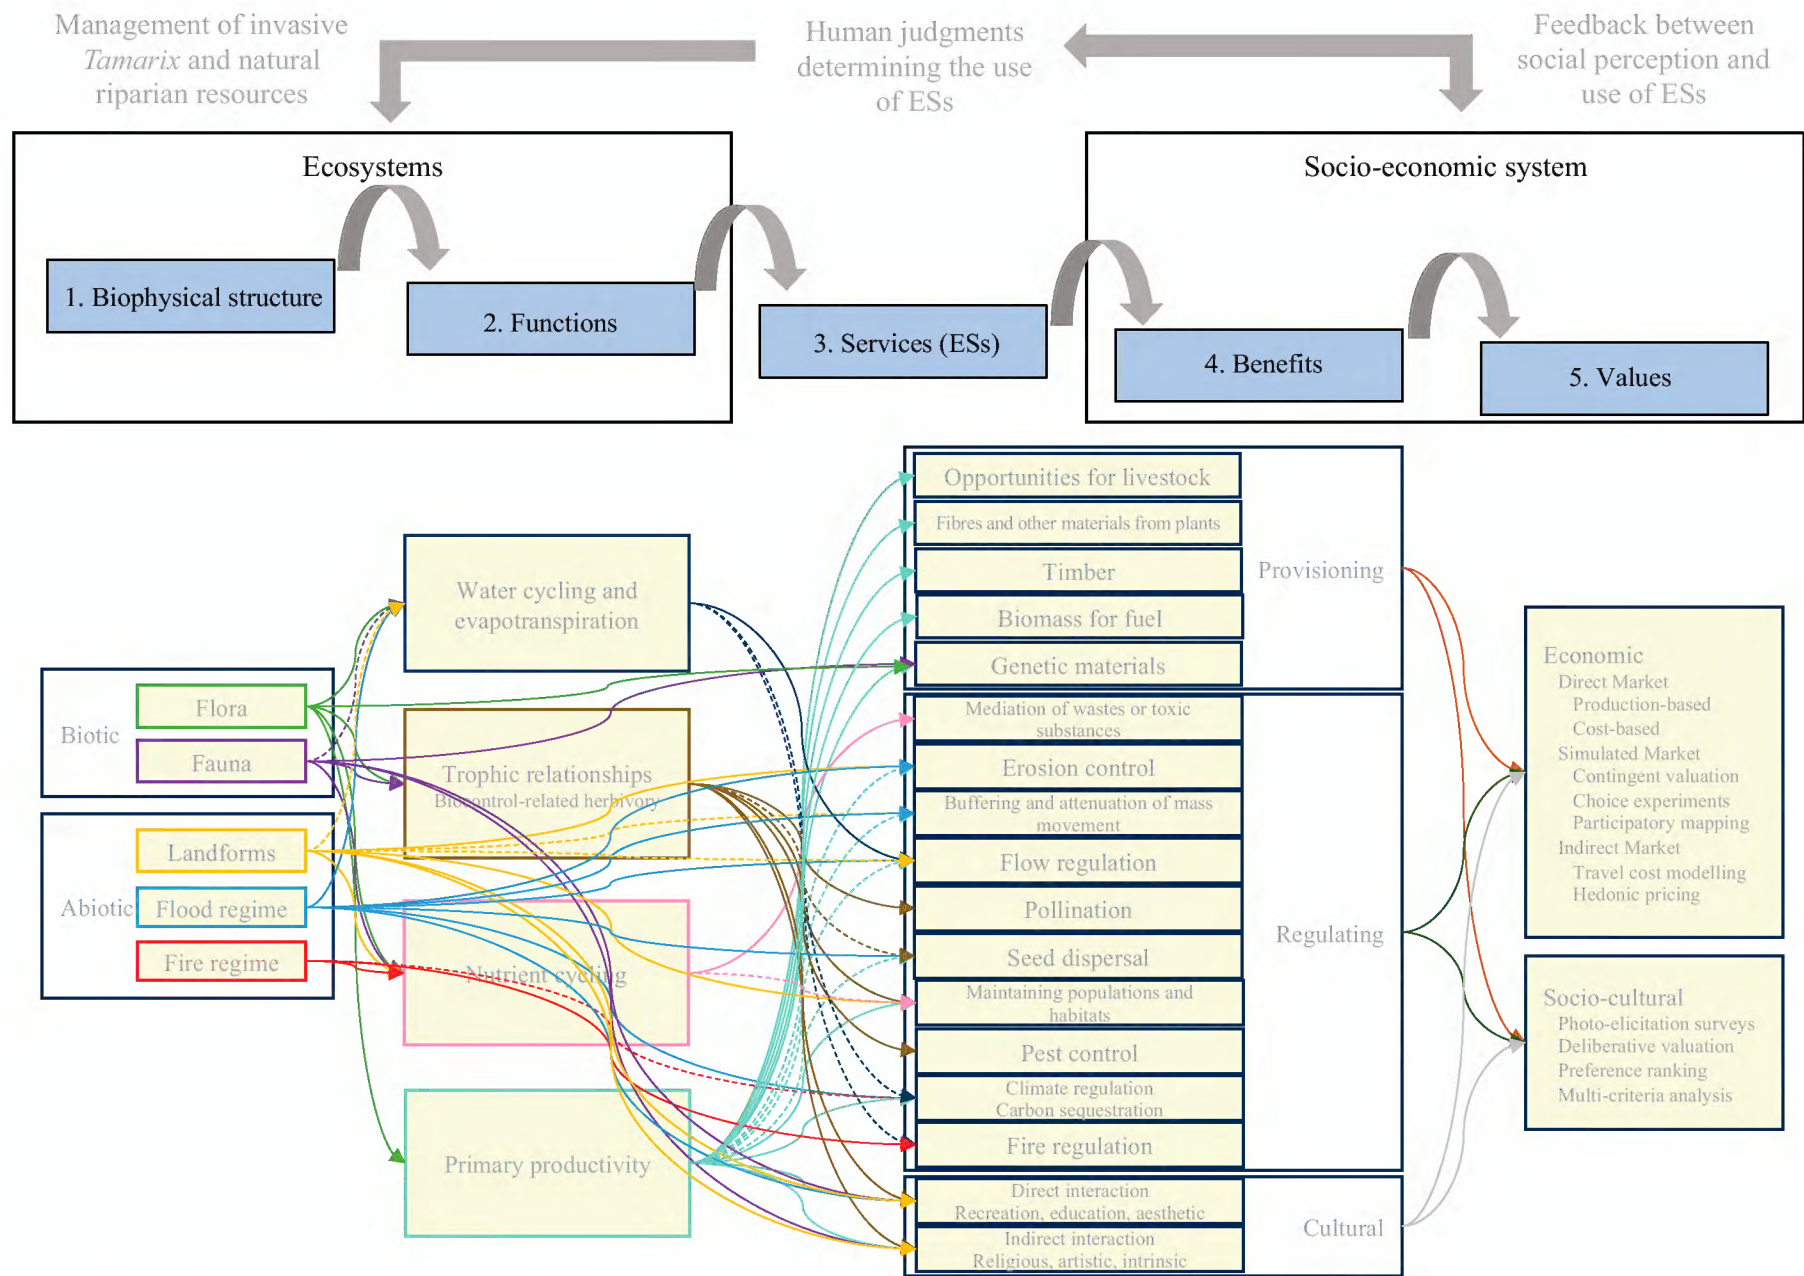 Management of invasive
Tamarix and natural
riparian resources
Human judgments
determining the use
of ESs
Feedback between
social perception and
use of ESs
Ecosystems
Socio-economic system
1. Biophysical structure
2. Functions
3. Services (ESs)
4. Benefits
5. Values
Biotic
Flora
Fauna
Abiotic
Landforms
Flood regime
Fire regime
Water cycling and
evapotranspiration
Trophic relationships
Biocontrol-related herbivory
Nutrient cycling
Primary productivity
Opportunities for livestock
Fibres and other materials from plants
Timber
Biomass for fuel
Genetic materials
Provisioning
Mediation of wastes or toxic
substances
Erosion control
Buffering and attenuation of mass
movement
Flow regulation
Pollination
Seed dispersal
Maintaining populations and
habitats
Pest control
Climate regulation
Carbon sequestration
Fire regulation
Regulating
Direct interaction
Recreation, education, aesthetic
Indirect interaction
Religious, artistic, intrinsic
Cultural
Economic
Direct Market
Production-based
Cost-based
Simulated Market
Contingent valuation
Choice experiments
Participatory mapping
Indirect Market
Travel cost modelling
Hedonic pricing
Socio-cultural
Photo-elicitation surveys
Deliberative valuation
Preference ranking
Multi-criteria analysis